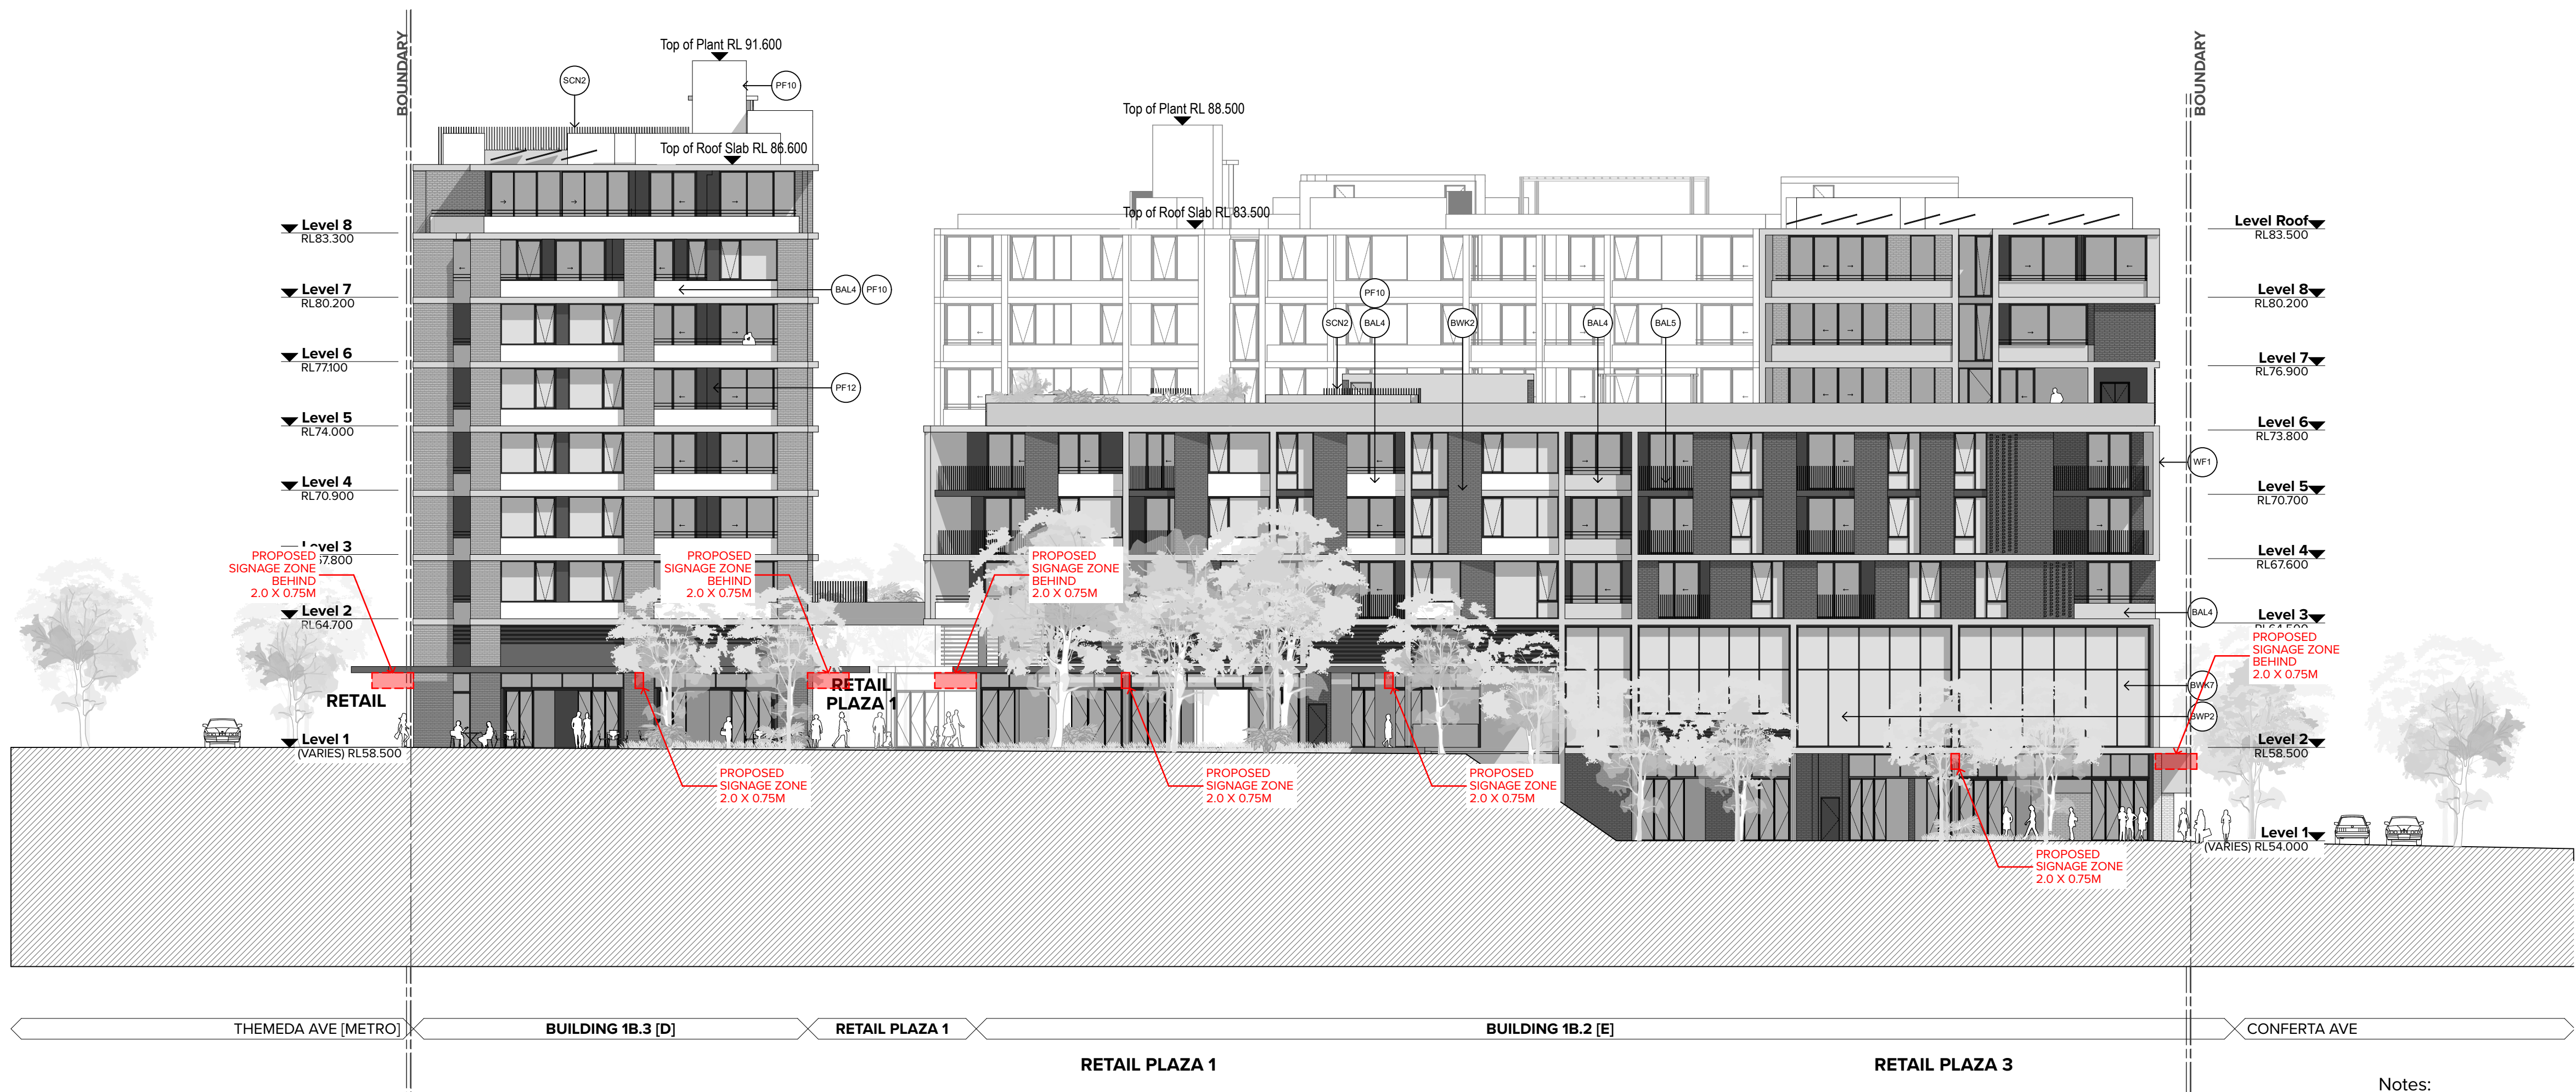 BOUNDARY
BOUNDARY
Top of Plant RL 91.600
SCN2
PF10
Top of Plant RL 88.500
Top of Roof Slab RL 86.600
Top of Roof Slab RL 83.500
Level 8
RL83.300
Level 7
RL80.200
Level 6
RL77.100
Level 5
RL74.000
Level 4
RL70.900
Level 3
Level 2
RL64.700
Level 1
(VARIES) RL58.500
BAL4
PF10
PF12
PF10
SCN2
BAL4
BWK2
BAL4
BAL5
Level Roof
RL83.500
Level 8
RL80.200
Level 7
RL76.900
Level 6
RL73.800
WF1
Level 5
RL70.700
Level 4
RL67.600
BAL4
Level 3
BWK7
BWP2
Level 2
RL58.500
Level 1
(VARIES) RL54.000
PROPOSED
SIGNAGE ZONE
BEHIND
2.0 X 0.75M
PROPOSED
SIGNAGE ZONE
BEHIND
2.0 X 0.75M
PROPOSED
SIGNAGE ZONE
BEHIND
2.0 X 0.75M
PROPOSED
SIGNAGE ZONE
BEHIND
2.0 X 0.75M
RETAIL
RETAIL
PLAZA 1
PROPOSED
SIGNAGE ZONE
2.0 X 0.75M
PROPOSED
SIGNAGE ZONE
2.0 X 0.75M
PROPOSED
SIGNAGE ZONE
2.0 X 0.75M
PROPOSED
SIGNAGE ZONE
2.0 X 0.75M
THEMEDA AVE [METRO]
BUILDING 1B.3 [D]
RETAIL PLAZA 1
BUILDING 1B.2 [E]
CONFERTA AVE
RETAIL PLAZA 1
RETAIL PLAZA 3
Notes: